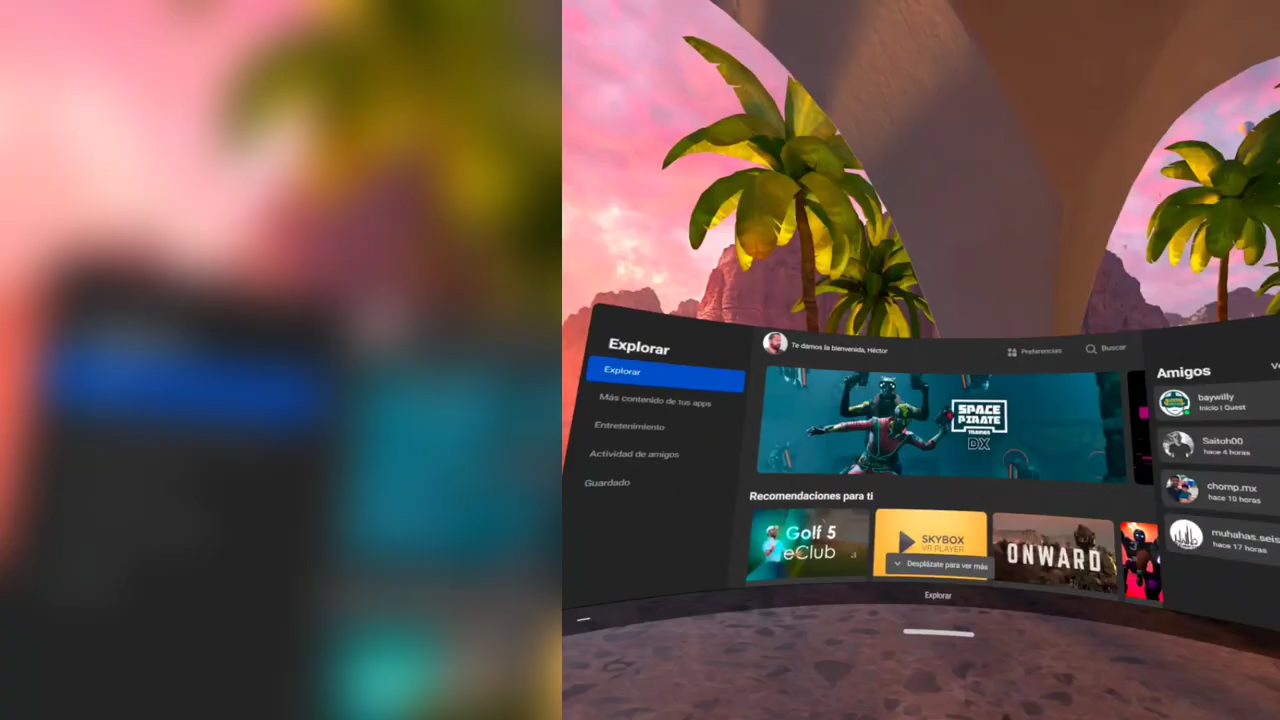 Explorar
Explorar
Más contenido de tus apps
Entretenimiento
Actividad de amigos
Guardado
Te damos la bienvenida, Héctor
Preferencias
Buscar
SPACE
PIRATE
TRAINER
DX
Recomendaciones para ti
Golf 5
eClub
SKYBOX
VR PLAYER
ONWARD
Desplázate para ver más
Explorar
Amigos
baywilly
Inicio | Quest
Saitoh00
hace 4 horas
chomp.mx
hace 10 horas
muhahas.seis
hace 17 horas